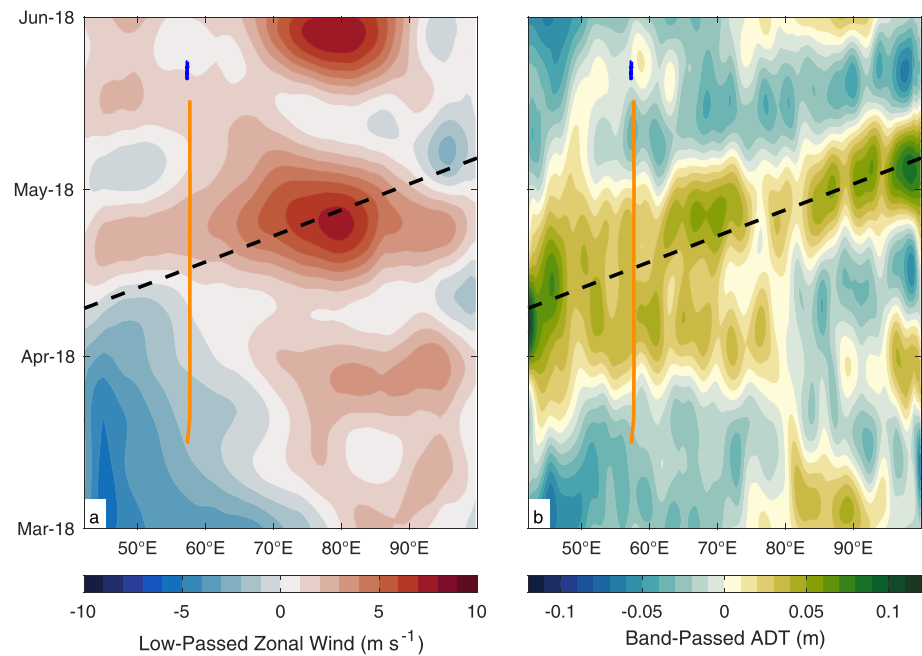 Jun-18
May-18
Apr-18
Mar-18
a
b
50°E 60°E 70°E 80°E 90°E
50°E 60°E 70°E 80°E 90°E
-10 -5 0 5 10
-0.1 -0.05 0 0.05 0.1
Low-Passed Zonal Wind (m s⁻¹)
Band-Passed ADT (m)